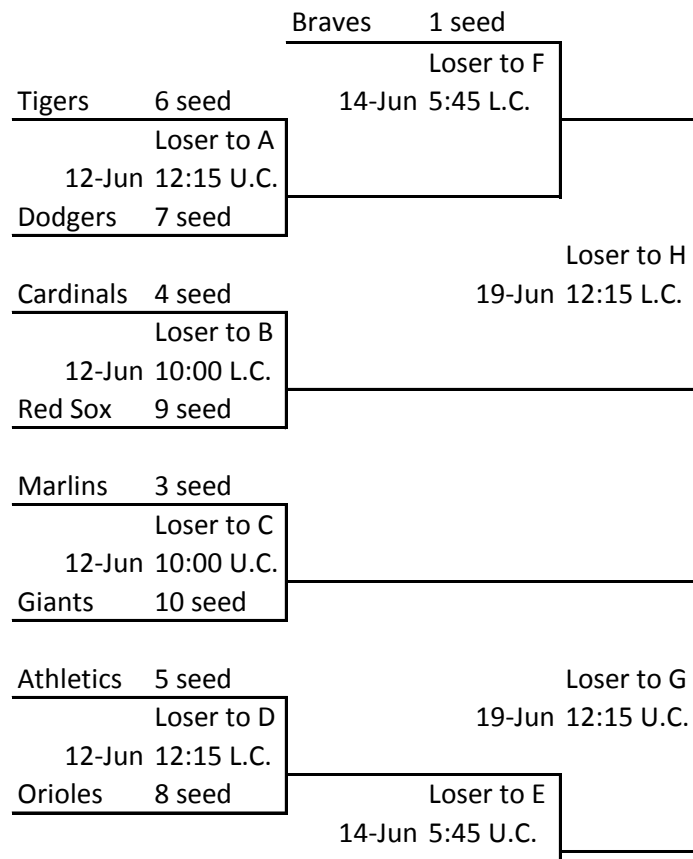 Braves 1 seed
Loser to F
Tigers 6 seed 14-Jun 5:45 L.C.
Loser to A
12-Jun 12:15 U.C.
Dodgers 7 seed
Loser to H
Cardinals 4 seed 19-Jun 12:15 L.C.
Loser to B
12-Jun 10:00 L.C.
Red Sox 9 seed
Marlins 3 seed
Loser to C
12-Jun 10:00 U.C.
Giants 10 seed
Athletics 5 seed Loser to G
Loser to D 19-Jun 12:15 U.C.
12-Jun 12:15 L.C.
Orioles 8 seed Loser to E
14-Jun 5:45 U.C.